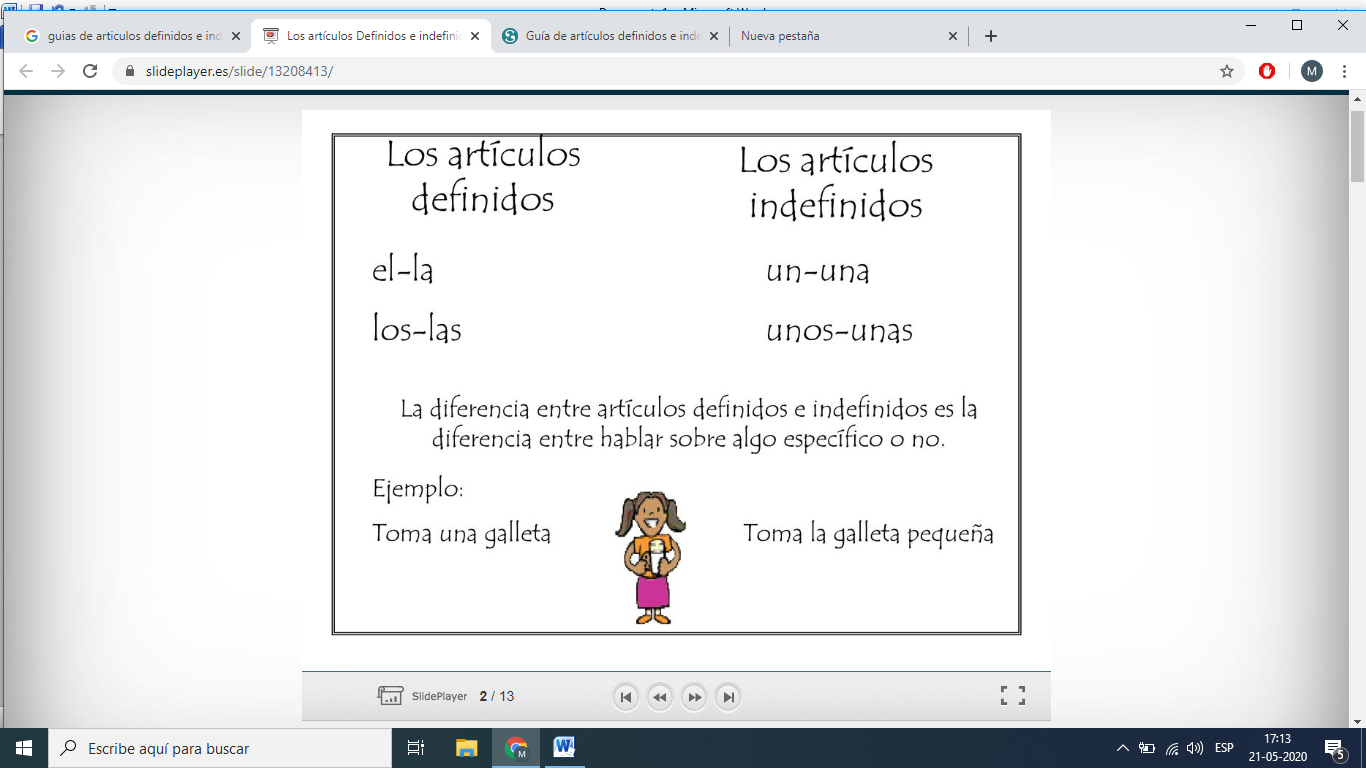 guias de articulos definidos e ind
Los artículos Definidos e indefini
Guía de artículos definidos e inde
Nueva pestaña
slideplayer.es/slide/13208413/
M
Los artículos
definidos
Los artículos
indefinidos
el-la
un-una
los-las
unos-unas
La diferencia entre artículos definidos e indefinidos es la
diferencia entre hablar sobre algo específico o no.
Ejemplo:
Toma una galleta
Toma la galleta pequeña
SlidePlayer
2 / 13
Escribe aquí para buscar
ESP
17:13
21-05-2020
5